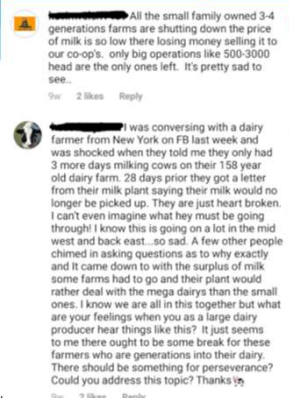 All the small family owned 3-4
generations farms are shutting down the price
of milk is so low there losing money selling it to
our co-op's. only big operations like 500-3000
head are the only ones left. It's pretty sad to
see..
9w 2 likes Reply
I was conversing with a dairy
farmer from New York on FB last week and
was shocked when they told me they only had
3 more days milking cows on their 158 year
old dairy farm. 28 days prior they got a letter
from their milk plant saying their milk would no
longer be picked up. They are just heart broken.
I can't even imagine what hey must be going
through! I know this is going on a lot in the mid
west and back east...so sad. A few other people
chimed in asking questions as to why exactly
and It came down to with the surplus of milk
some farms had to go and their plant would
rather deal with the mega dairys than the small
ones. I know we are all in this together but what
are your feelings when you as a large dairy
producer hear things like this? It just seems
to me there ought to be some break for these
farmers who are generations into their dairy.
There should be something for perseverance?
Could you address this topic? Thanks
9w 2 likes Reply